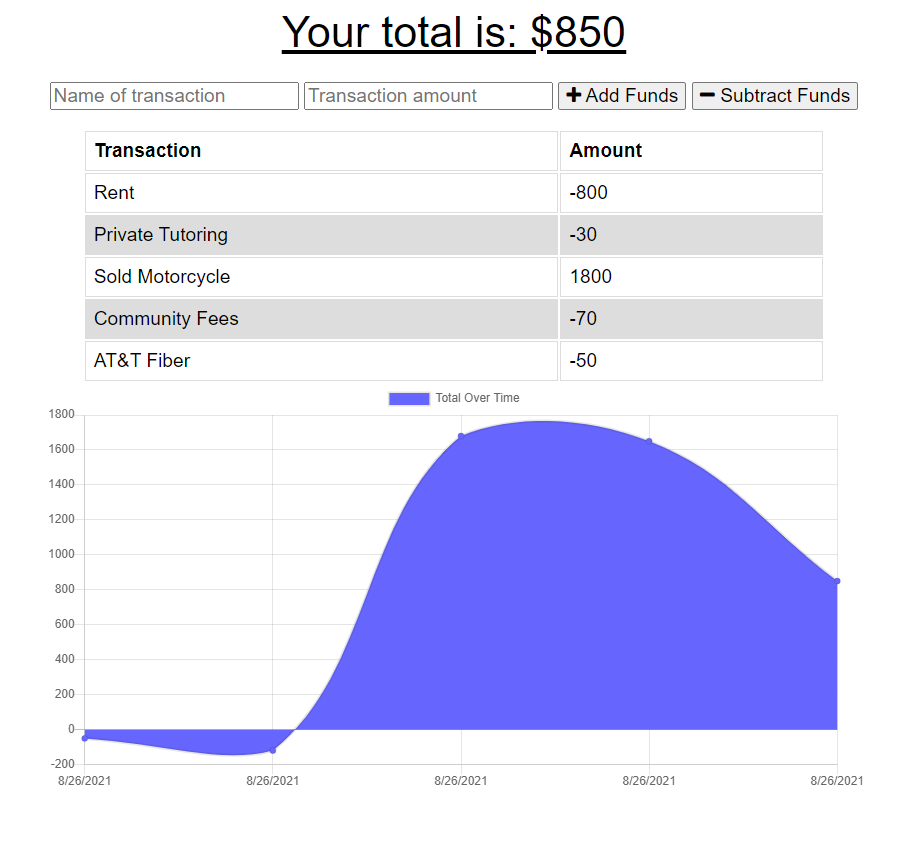 Your total is: $850
Name of transaction Transaction amount Add Funds Subtract Funds
Transaction Amount
Rent -800
Private Tutoring -30
Sold Motorcycle 1800
Community Fees -70
AT&T Fiber -50
Total Over Time
1800
1600
1400
1200
1000
800
600
400
200
0
-200
8/26/2021 8/26/2021 8/26/2021 8/26/2021 8/26/2021